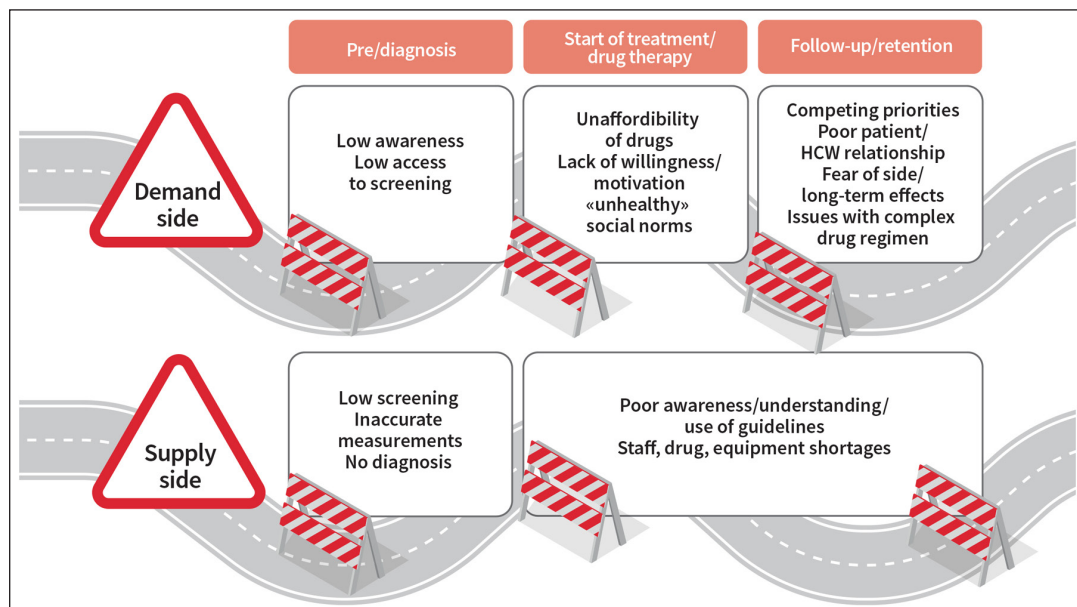 Pre/diagnosis
Start of treatment/
drug therapy
Follow-up/retention
Demand
side
Low awareness
Low access
to screening
Unaffordibility
of drugs
Lack of willingness/
motivation
«unhealthy»
social norms
Competing priorities
Poor patient/
HCW relationship
Fear of side/
long-term effects
Issues with complex
drug regimen
Supply
side
Low screening
Inaccurate
measurements
No diagnosis
Poor awareness/understanding/
use of guidelines
Staff, drug, equipment shortages